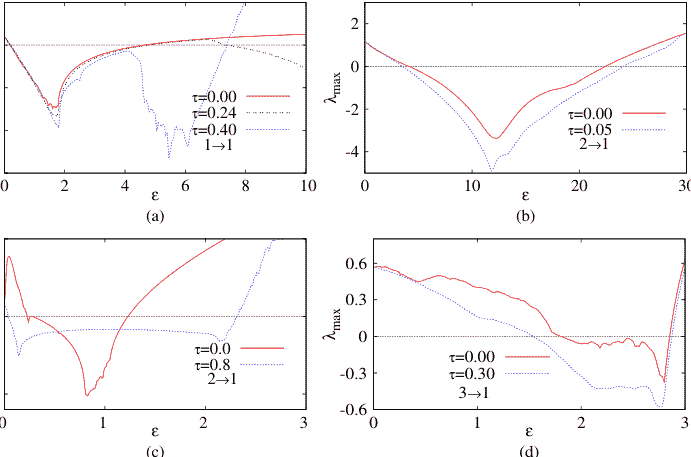 τ=0.00
τ=0.24
τ=0.40
1→1
0 2 4 6 8 10
ε
(a)
2
0
-2
-4
λmax
τ=0.00
τ=0.05
2→1
0 10 20 30
ε
(b)
τ=0.0
τ=0.8
2→1
0 1 2 3
ε
(c)
0.6
0.3
0
-0.3
-0.6
λmax
τ=0.00
τ=0.30
3→1
0 1 2 3
ε
(d)